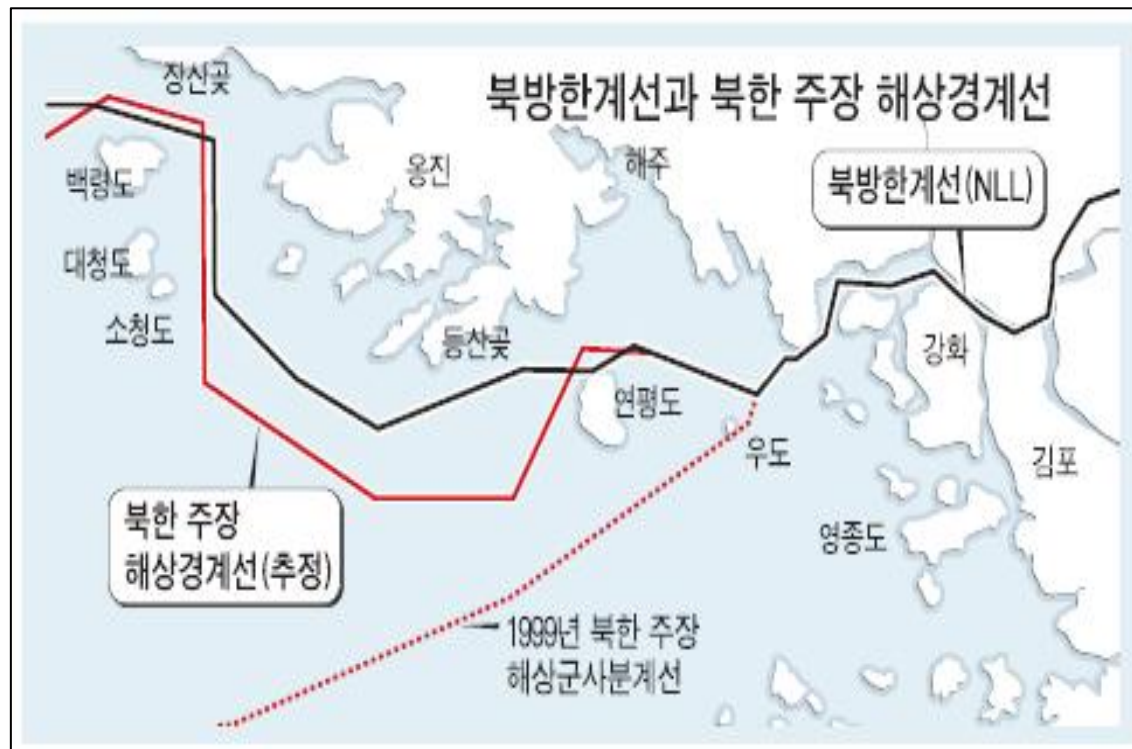 장산곶
북방한계선과 북한 주장 해상경계선
해주
옹진
북방한계선(NLL)
백령도
대청도
소청도
등산곶
강화
연평도
우도
김포
북한 주장
해상경계선(추정)
영종도
1999년 북한 주장
해상군사분계선